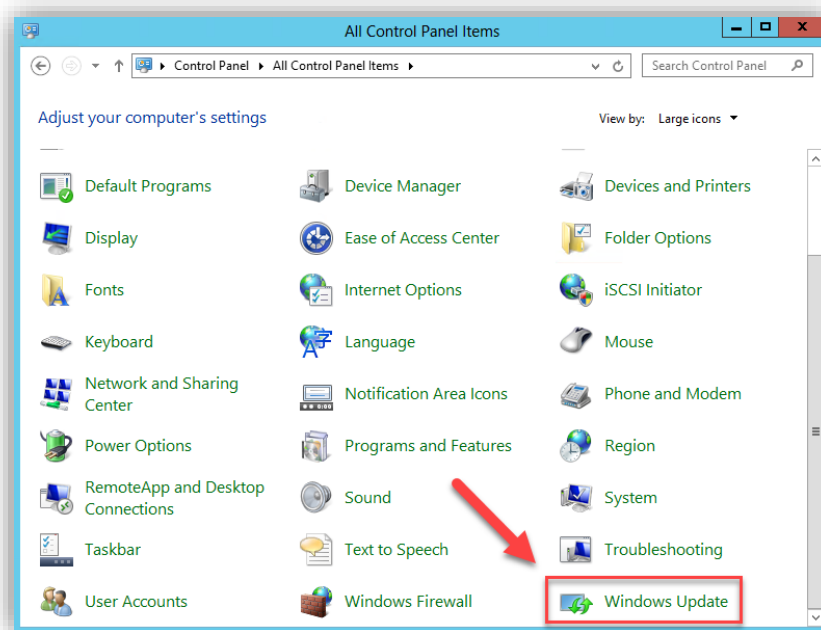 All Control Panel Items
Control Panel All Control Panel Items Search Control Panel
Adjust your computer's settings View by: Large icons
Default Programs Device Manager Devices and Printers
Display Ease of Access Center Folder Options
Fonts Internet Options iSCSI Initiator
Keyboard Language Mouse
Network and Sharing
Center Notification Area Icons Phone and Modem
Power Options Programs and Features Region
RemoteApp and Desktop
Connections Sound System
Taskbar Text to Speech Troubleshooting
User Accounts Windows Firewall Windows Update